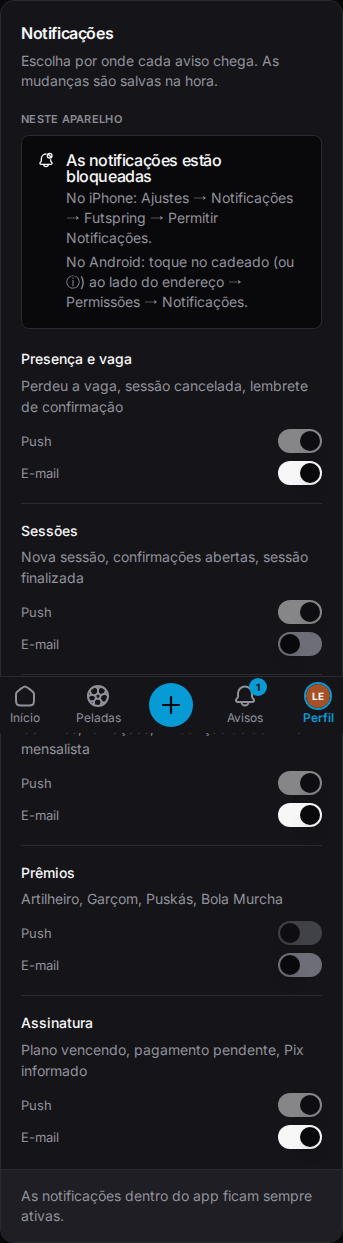 Notificações
Escolha por onde cada aviso chega. As
mudanças são salvas na hora.
NESTE APARELHO
As notificações estão
bloqueadas
No iPhone: Ajustes → Notificações
→ Futspring → Permitir
Notificações.
No Android: toque no cadeado (ou
ⓘ) ao lado do endereço →
Permissões → Notificações.
Presença e vaga
Perdeu a vaga, sessão cancelada, lembrete
de confirmação
Push
E-mail
Sessões
Nova sessão, confirmações abertas, sessão
finalizada
Push
E-mail
1
LE
Início
Peladas
Avisos
Perfil
mensalista
Push
E-mail
Prêmios
Artilheiro, Garçom, Puskás, Bola Murcha
Push
E-mail
Assinatura
Plano vencendo, pagamento pendente, Pix
informado
Push
E-mail
As notificações dentro do app ficam sempre
ativas.